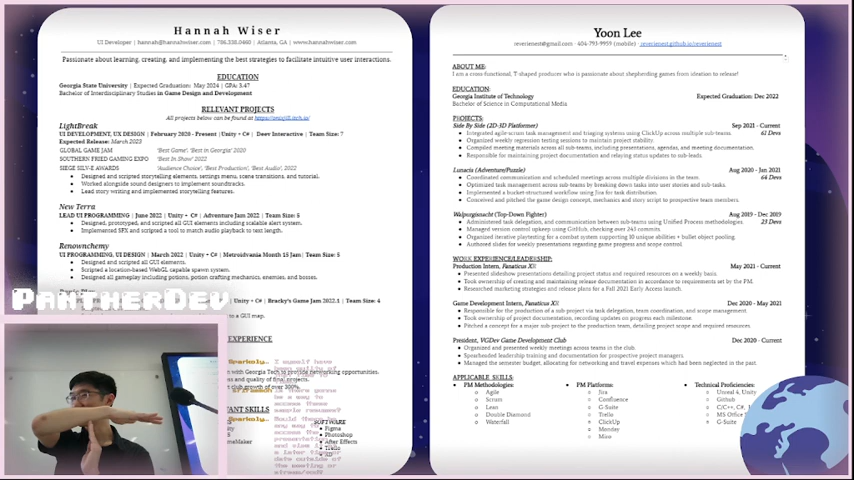 Hannah Wiser
UI Developer | hannah@hannahwiser.com | 706.338.0460 | Atlanta, GA | www.hannahwiser.com
Passionate about learning, creating, and implementing the best strategies to facilitate intuitive user interactions.
EDUCATION
Georgia State University | Expected Graduation: May 2024 | GPA: 3.47
Bachelor of Interdisciplinary Studies in Game Design and Development
RELEVANT PROJECTS
All projects below can be found at
LightBreak
UI DEVELOPMENT, UX DESIGN | February 2020 - Present | Unity + C# | Deer Interactive | Team Size: 7
Expected Release: March 2023
GLOBAL GAME JAM 'Best Game', 'Best in Georgia' 2020
SOUTHERN FRIED GAMING EXPO 'Best In Show' 2022
SIEGE SILV-E AWARDS 'Audience Choice', 'Best Production', 'Best Audio', 2022
• Designed and scripted storytelling elements, settings menu, scene transitions, and tutorial.
• Worked alongside sound designers to implement soundtracks.
• Lead story writing and implemented storytelling features.
New Terra
LEAD UI PROGRAMMING | June 2022 | Unity + C# | Adventure Jam 2022 | Team Size: 5
• Designed, prototyped, and scripted all GUI elements including scalable alert system.
• Implemented SFX and scripted a tool to match audio playback to text length.
Renownchemy
UI PROGRAMMING, UI DESIGN | March 2022 | Unity + C# | Metroidvania Month 15 Jam | Team Size: 5
• Designed and scripted all GUI elements.
• Scripted a location-based WebGL capable spawn system.
• Designed all gameplay including potions, potion crafting mechanics, enemies, and bosses.
| Unity + C# | Bracky's Game Jam 2022.1 | Team Size: 4
to a GUI map.
EXPERIENCE
with Georgia Tech to provide networking opportunities.
and quality of final projects.
club growth of over 300%.
SOFTWARE
• Figma
• Photoshop
• After Effects
• Trello
PantherDev
Yoon Lee
reverienest@gmail.com · 404-793-9959 (mobile) · reverienest.github.io/reverienest
ABOUT ME:
I am a cross-functional, T-shaped producer who is passionate about shepherding games from ideation to release!
EDUCATION:
Georgia Institute of Technology Expected Graduation: Dec 2022
Bachelor of Science in Computational Media
PROJECTS:
Side By Side (2D-3D Platformer) Sep 2021 - Current
• Integrated agile-scrum task management and triaging systems using ClickUp across multiple sub-teams. 61 Devs
• Organized weekly regression testing sessions to maintain project stability.
• Compiled meeting materials across all sub-teams, including presentations, agendas, and meeting documentation.
• Responsible for maintaining project documentation and relaying status updates to sub-leads.
Lunacis (Adventure/Puzzle) Aug 2020 - Jan 2021
• Coordinated communication and scheduled meetings across multiple divisions in the team. 64 Devs
• Optimized task management across sub-teams by breaking down tasks into user stories and sub-tasks.
• Implemented a bucket-structured workflow using Jira for task distribution.
• Conceived and pitched the game design concept, mechanics and story script to prospective team members.
Walpurgisnacht (Top-Down Fighter) Aug 2019 - Dec 2019
• Administrated task delegation, and communication between sub-teams using Unified Process methodologies. 23 Devs
• Managed version control upkeep using GitHub, checking over 243 commits
• Organized iterative playtesting for a combat system supporting 10 unique abilities + bullet object pooling.
• Authored slides for weekly presentations regarding game progress and scope control.
WORK EXPERIENCE/LEADERSHIP:
Production Intern, Fanaticus XR May 2021 - Current
• Presented slideshow presentations detailing project status and required resources on a weekly basis.
• Took ownership of creating and maintaining release documentation in accordance to requirements set by the PM.
• Researched marketing strategies and release plans for a Fall 2021 Early Access launch.
Game Development Intern, Fanaticus XR Dec 2020 - May 2021
• Responsible for the production of a sub-project via task delegation, team coordination, and scope management.
• Took ownership of project documentation, recording updates on progress each milestone.
• Pitched a concept for a major sub-project to the production team, detailing project scope and required resources
President, VGDev Game Development Club Dec 2020 - Current
• Organized and presented weekly meetings across teams in the club.
• Spearheaded leadership training and documentation for prospective project managers.
• Managed the semester budget, allocating for networking and travel expenses which had been neglected in the past.
APPLICABLE SKILLS:
• PM Methodologies:
○ Agile
○ Scrum
○ Lean
○ Double Diamond
○ Waterfall
• PM Platforms:
○ Jira
○ Confluence
○ G-Suite
○ Trello
○ ClickUp
○ Monday
○ Miro
• Technical Proficiencies:
○ Unreal 4, Unity
○ Github
○ C/C++, C#,
○ MS Office
○ G-Suite